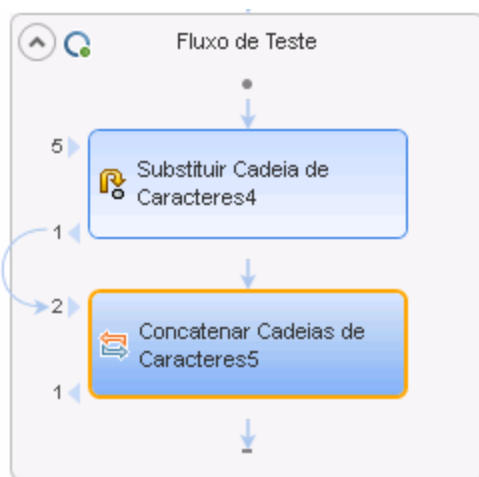 Fluxo de Teste
5
Substituir Cadeia de
Caracteres4
1
2
Concatenar Cadeias de
Caracteres5
1